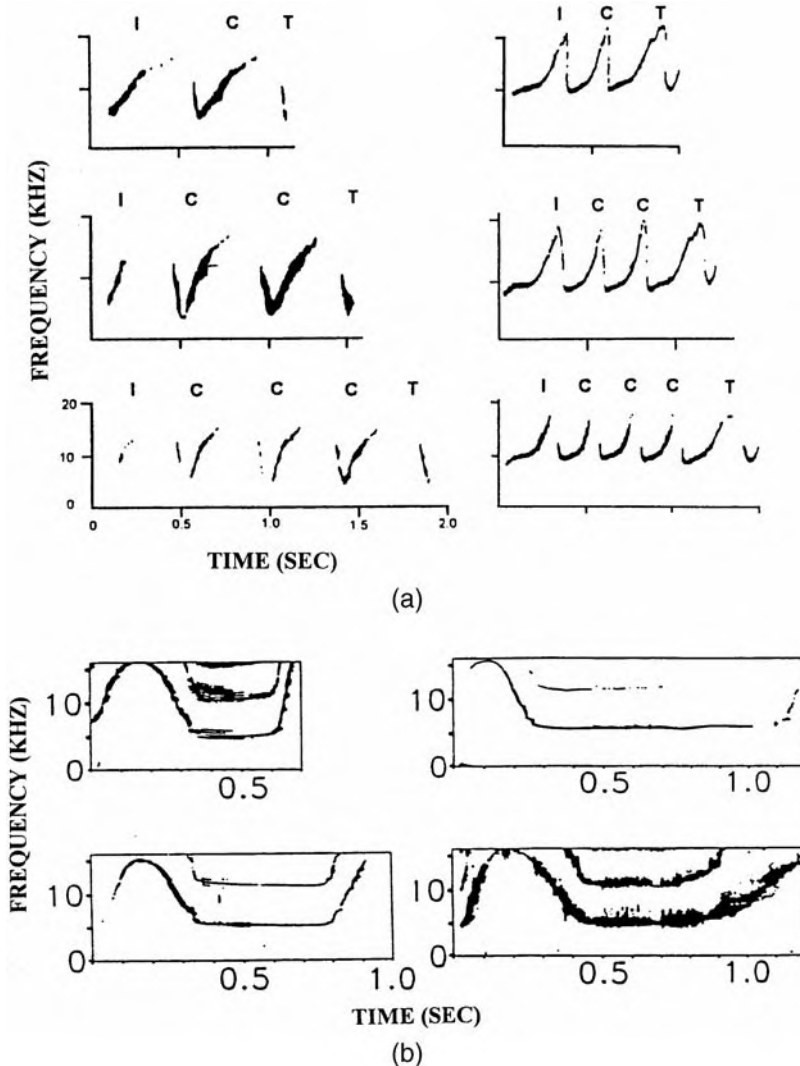 I C T
I C T
I C C T
I C C T
FREQUENCY (KHZ)
I C C C T
I C C C T
20
10
0
0 0.5 1.0 1.5 2.0
TIME (SEC)
(a)
FREQUENCY (KHZ)
10
0
0.5
10
0
0.5 1.0
10
0
0.5 1.0
10
0
0.5 1.0
TIME (SEC)
(b)